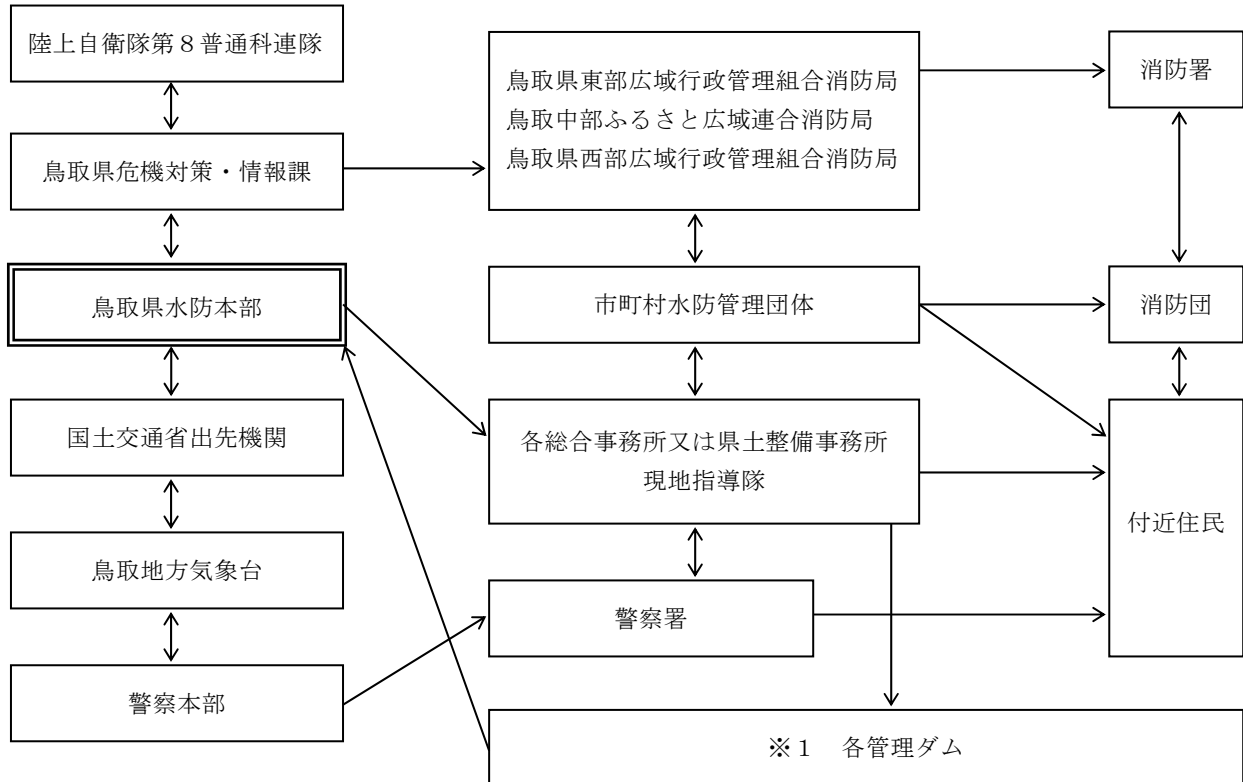 陸上自衛隊第８普通科連隊
鳥取県危機対策・情報課
鳥取県水防本部
国土交通省出先機関
鳥取地方気象台
警察本部
鳥取県東部広域行政管理組合消防局
鳥取中部ふるさと広域連合消防局
鳥取県西部広域行政管理組合消防局
市町村水防管理団体
各総合事務所又は県土整備事務所
現地指導隊
警察署
※１　各管理ダム
消防署
消防団
付近住民